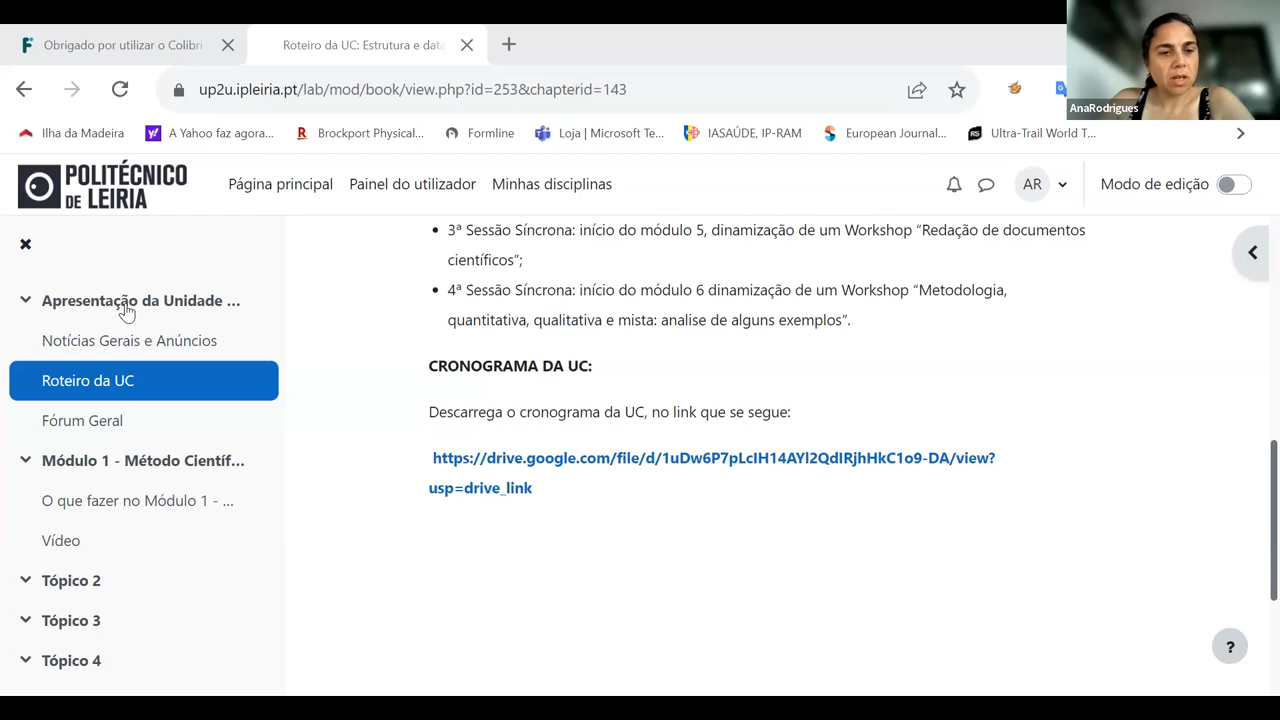 Obrigado por utilizar o Colibri
Roteiro da UC: Estrutura e data
AnaRodrigues
up2u.ipleiria.pt/lab/mod/book/view.php?id=253&chapterid=143
Ilha da Madeira
A Yahoo faz agora...
Brockport Physical...
Formline
Loja | Microsoft Te...
IASAÚDE, IP-RAM
European Journal...
Ultra-Trail World T...
POLITÉCNICO
DE LEIRIA
Página principal
Painel do utilizador
Minhas disciplinas
AR
Modo de edição
Apresentação da Unidade ...
Notícias Gerais e Anúncios
Roteiro da UC
Fórum Geral
Módulo 1 - Método Científ...
O que fazer no Módulo 1 - ...
Vídeo
Tópico 2
Tópico 3
Tópico 4
3ª Sessão Síncrona: início do módulo 5, dinamização de um Workshop “Redação de documentos
científicos”;
4ª Sessão Síncrona: início do módulo 6 dinamização de um Workshop “Metodologia,
quantitativa, qualitativa e mista: analise de alguns exemplos”.
CRONOGRAMA DA UC:
Descarrega o cronograma da UC, no link que se segue:
https://drive.google.com/file/d/1uDw6P7pLcIH14AYl2QdIRjhHkC1o9-DA/view?
usp=drive_link
?